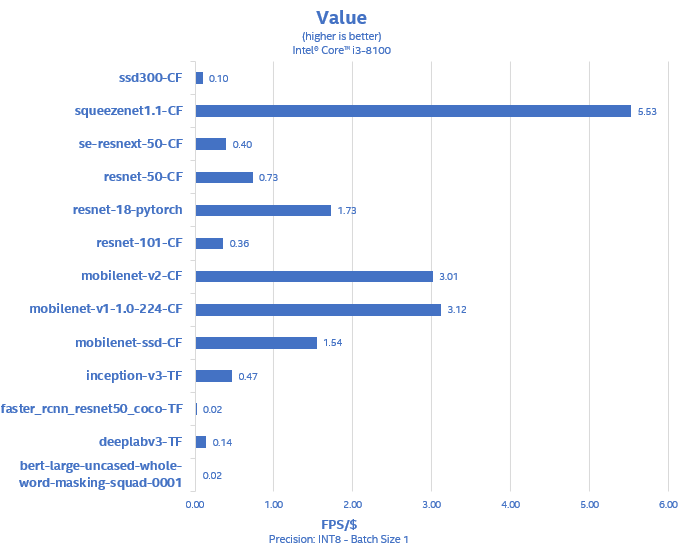 Value
(higher is better)
Intel® Core™ i3-8100
ssd300-CF 0.10
squeezenet1.1-CF 5.53
se-resnext-50-CF 0.40
resnet-50-CF 0.73
resnet-18-pytorch 1.73
resnet-101-CF 0.36
mobilenet-v2-CF 3.01
mobilenet-v1-1.0-224-CF 3.12
mobilenet-ssd-CF 1.54
inception-v3-TF 0.47
faster_rcnn_resnet50_coco-TF 0.02
deeplabv3-TF 0.14
bert-large-uncased-whole-
word-masking-squad-0001 0.02
0.00 1.00 2.00 3.00 4.00 5.00 6.00
FPS/$
Precision: INT8 - Batch Size 1